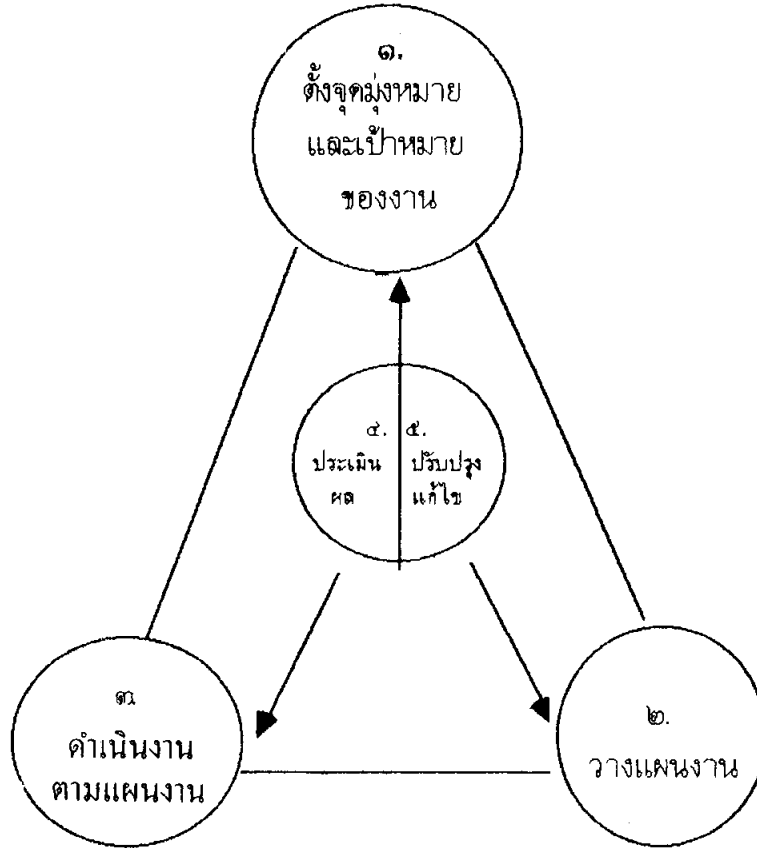 ๑.
ตั้งจุดมุ่งหมาย
และเป้าหมาย
ของงาน
๔.
ประเมิน
ผล
๕.
ปรับปรุง
แก้ไข
๓
ดำเนินงาน
ตามแผนงาน
๒.
วางแผนงาน